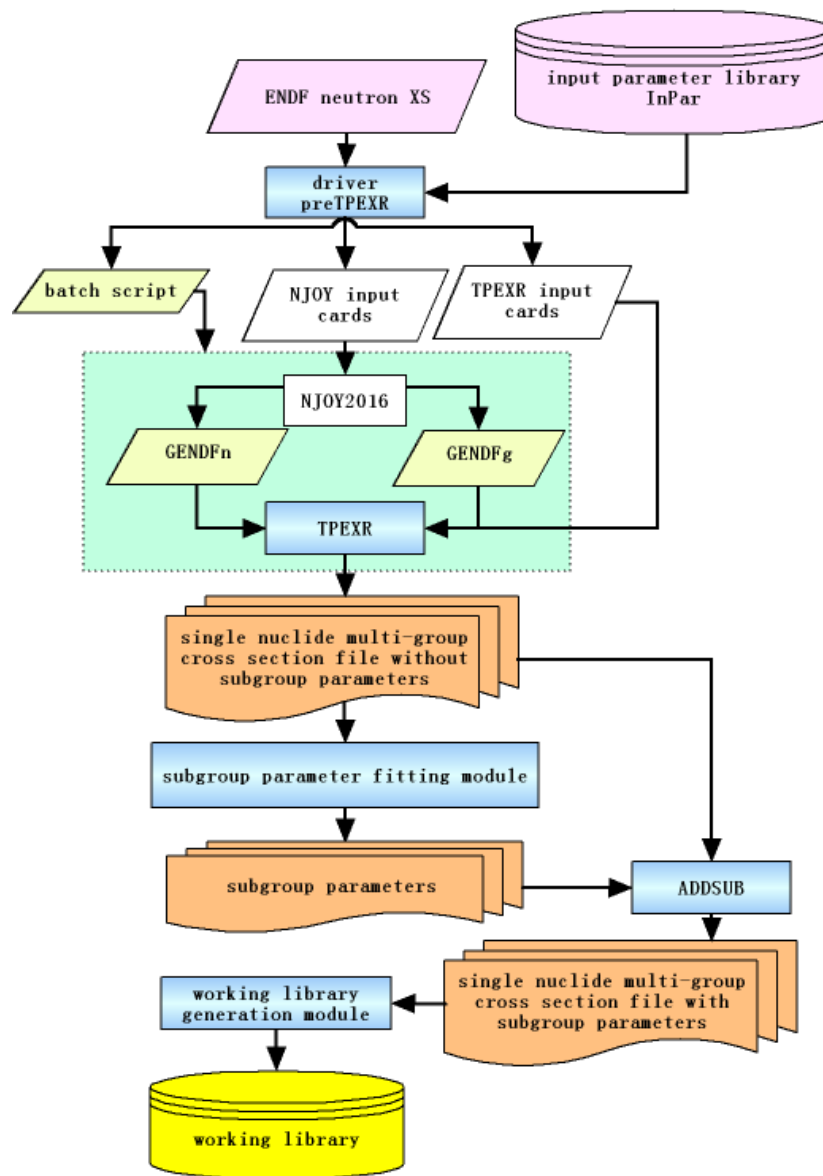 input parameter library
InPar
ENDF neutron XS
driver
preTPEXR
batch script
NJOY input
cards
TPEXR input
cards
NJOY2016
GENDFn
GENDFg
TPEXR
single nuclide multi-group
cross section file without
subgroup parameters
subgroup parameter fitting module
subgroup parameters
ADDSUB
single nuclide multi-group
cross section file with
subgroup parameters
working library
generation module
working library